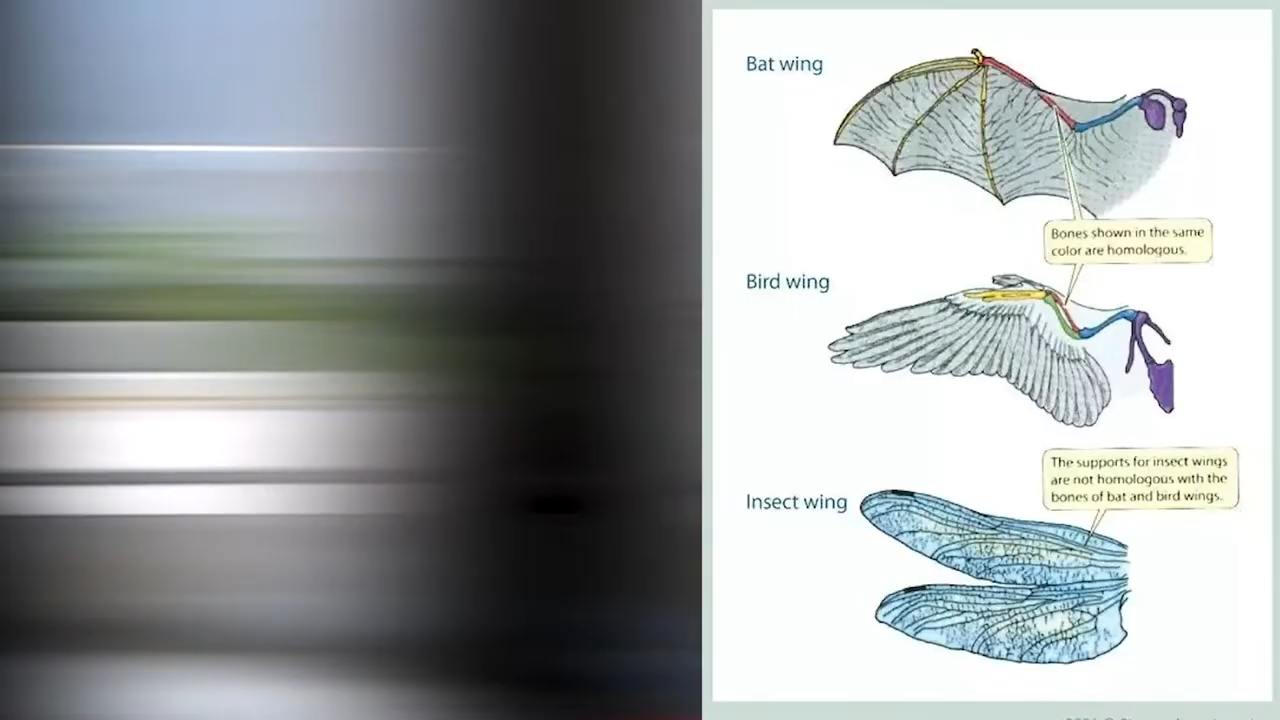 Bat wing
Bones shown in the same
color are homologous.
Bird wing
The supports for insect wings
are not homologous with the
bones of bat and bird wings.
Insect wing